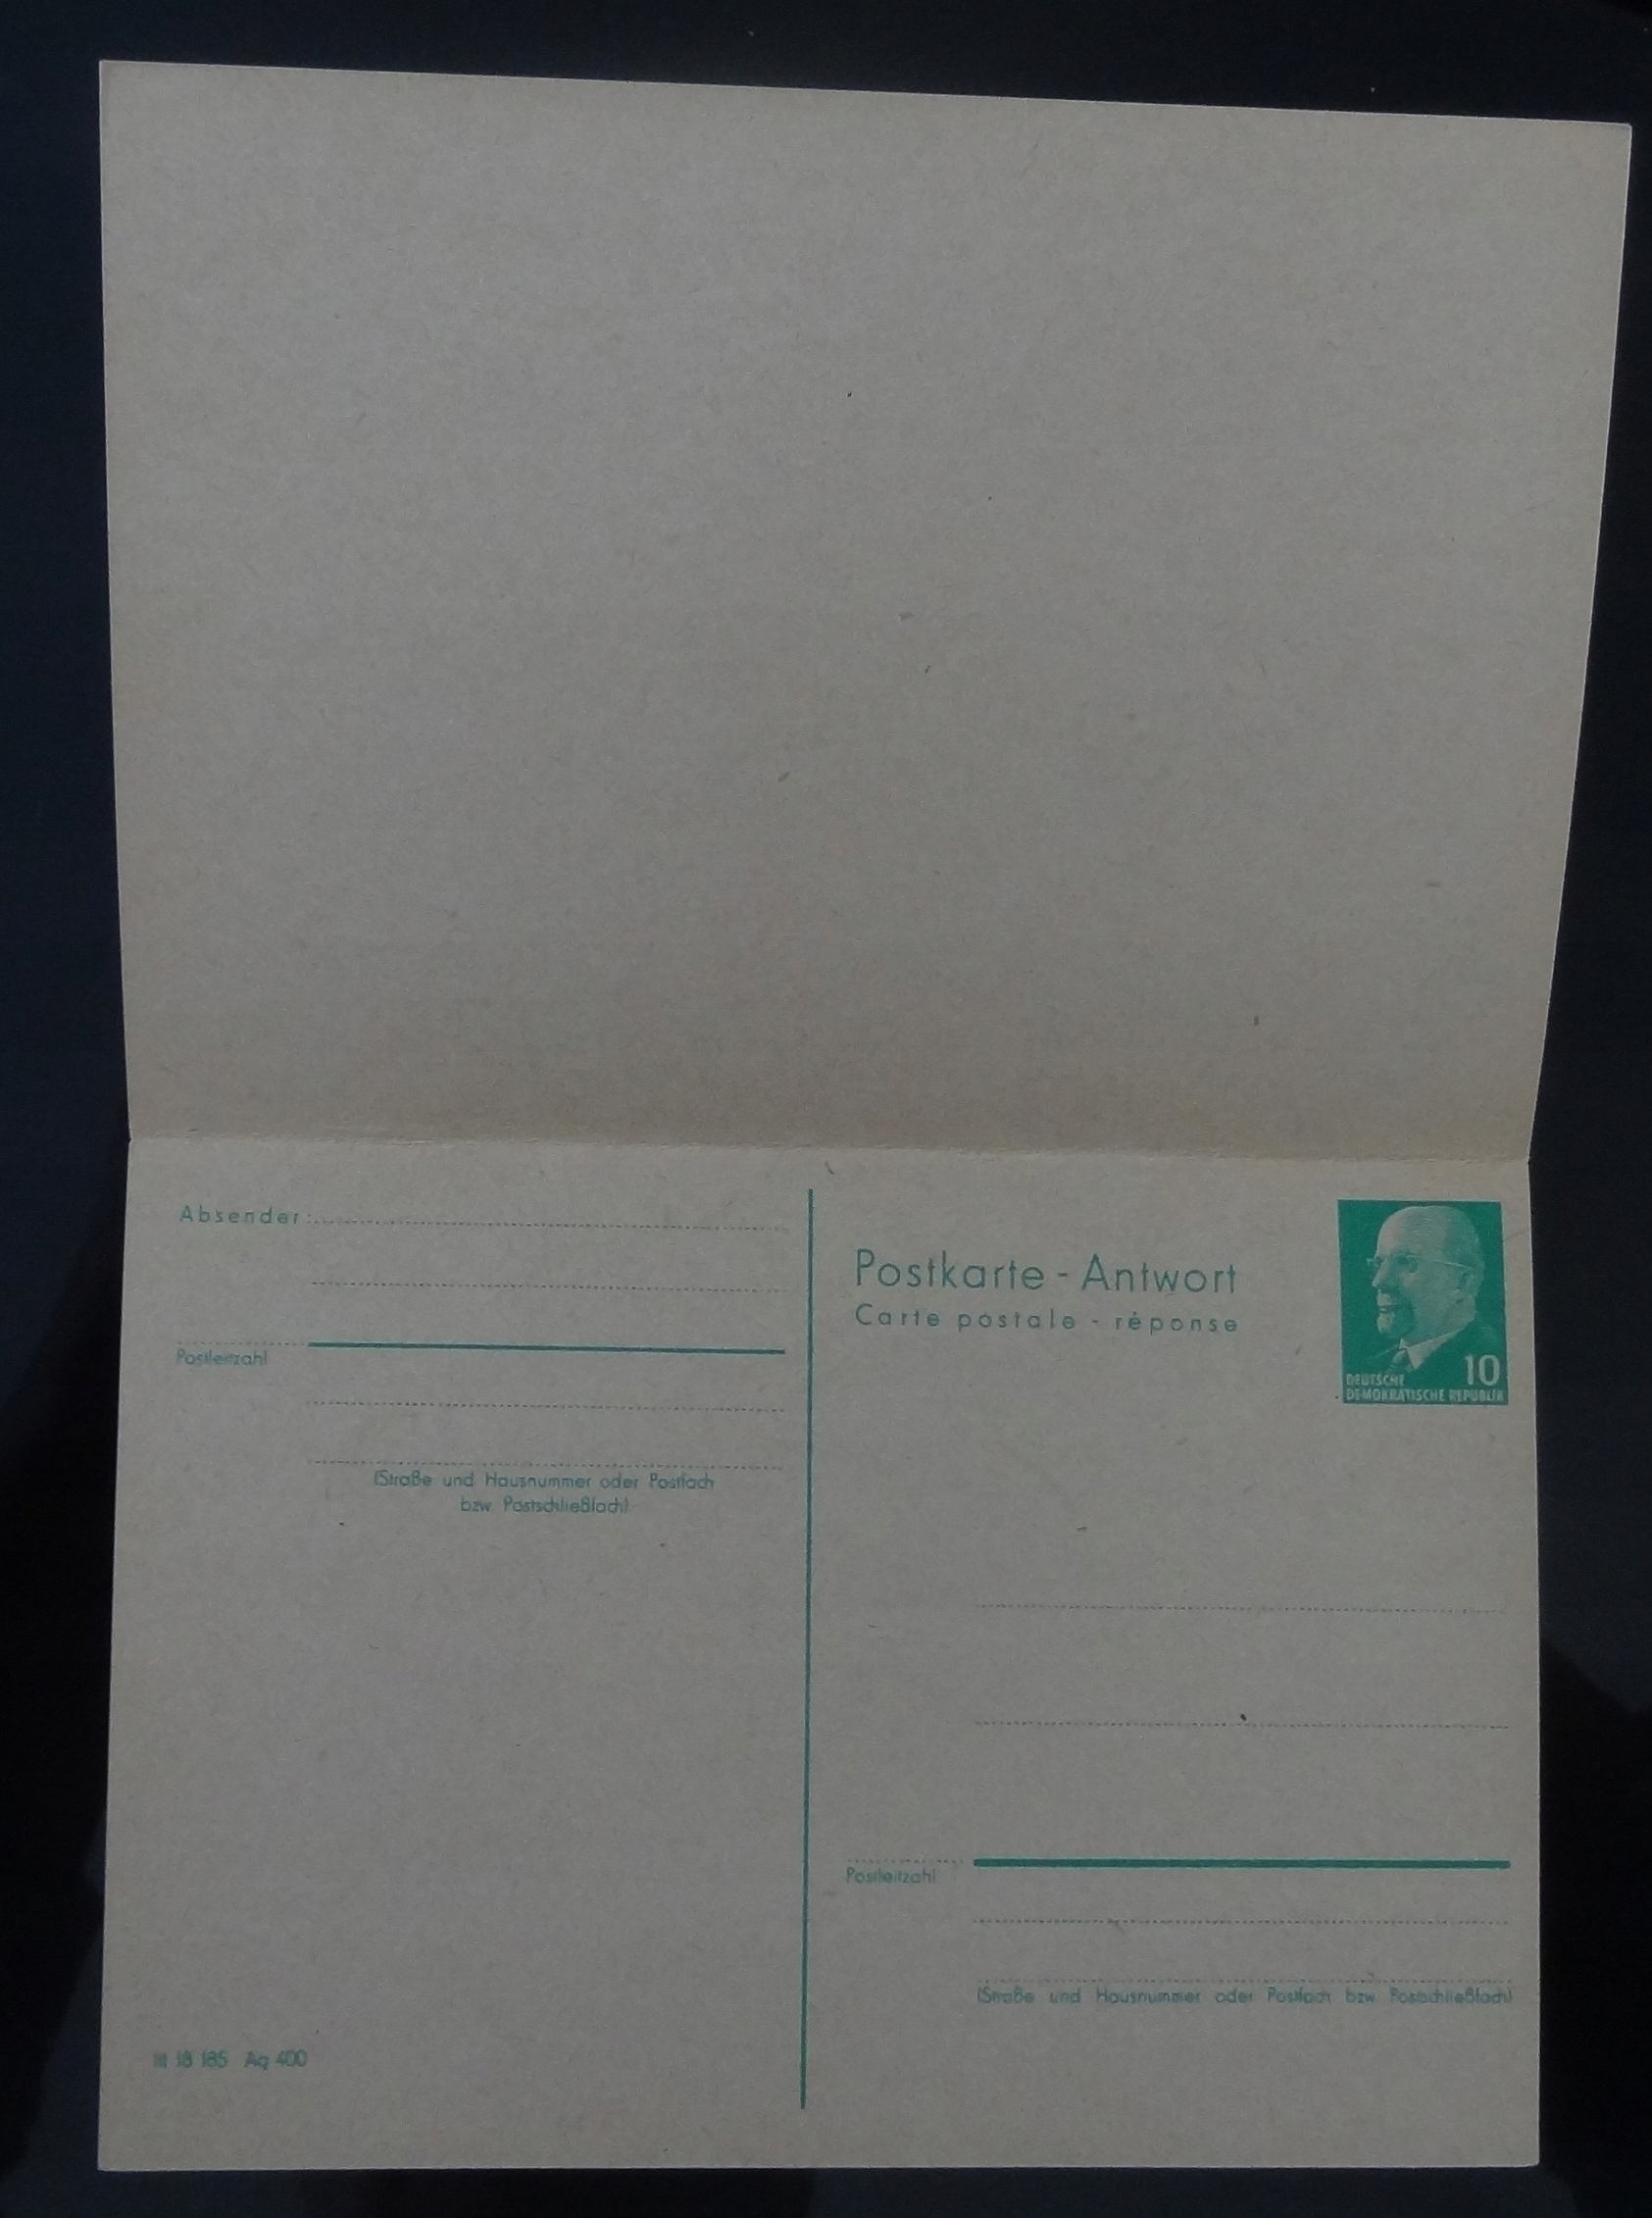 Absender:
Postleitzahl
(Straße und Hausnummer oder Postfach
bzw. Postschließfach)
III 18 185 Ag 400
Postkarte - Antwort
Carte postale - réponse
10
DEUTSCHE
DEMOKRATISCHE REPUBLIK
Postleitzahl
(Straße und Hausnummer oder Postfach bzw. Postschließfach)